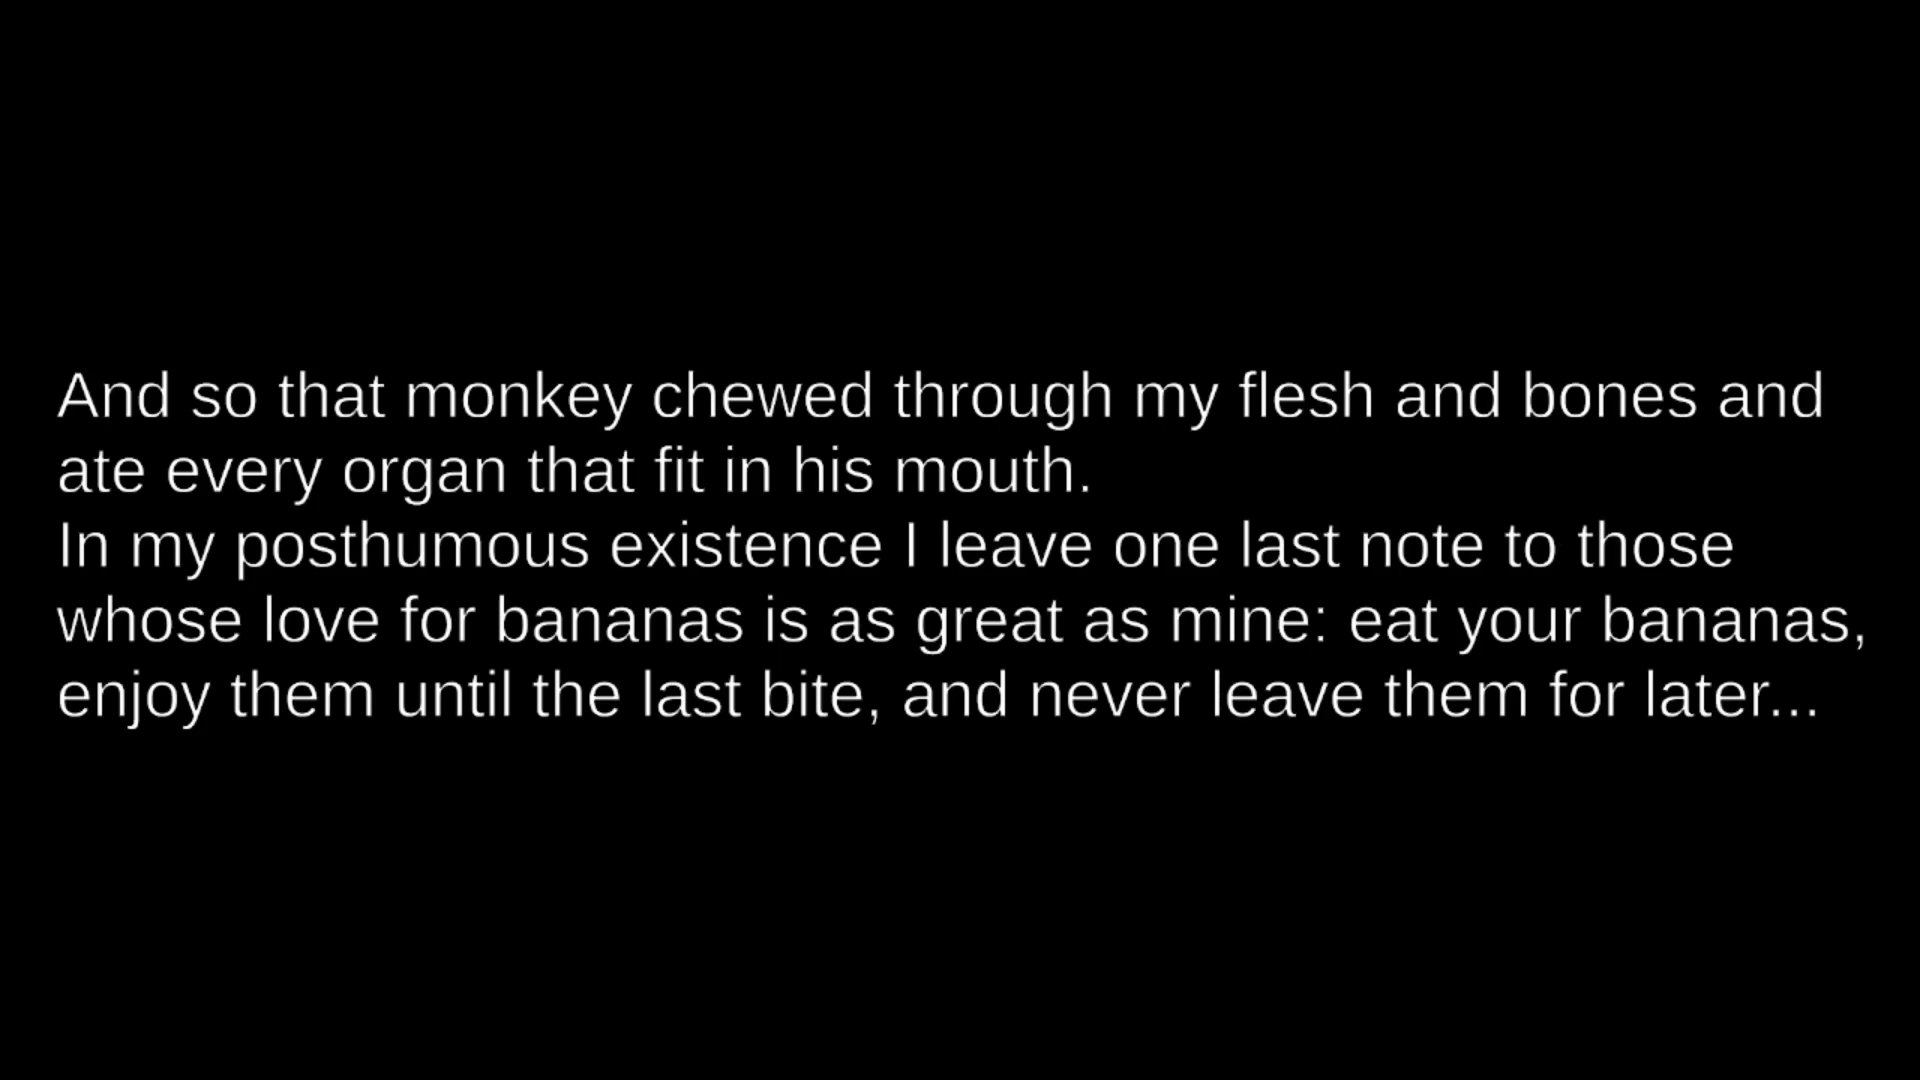 And so that monkey chewed through my flesh and bones and
ate every organ that fit in his mouth.
In my posthumous existence I leave one last note to those
whose love for bananas is as great as mine: eat your bananas,
enjoy them until the last bite, and never leave them for later...